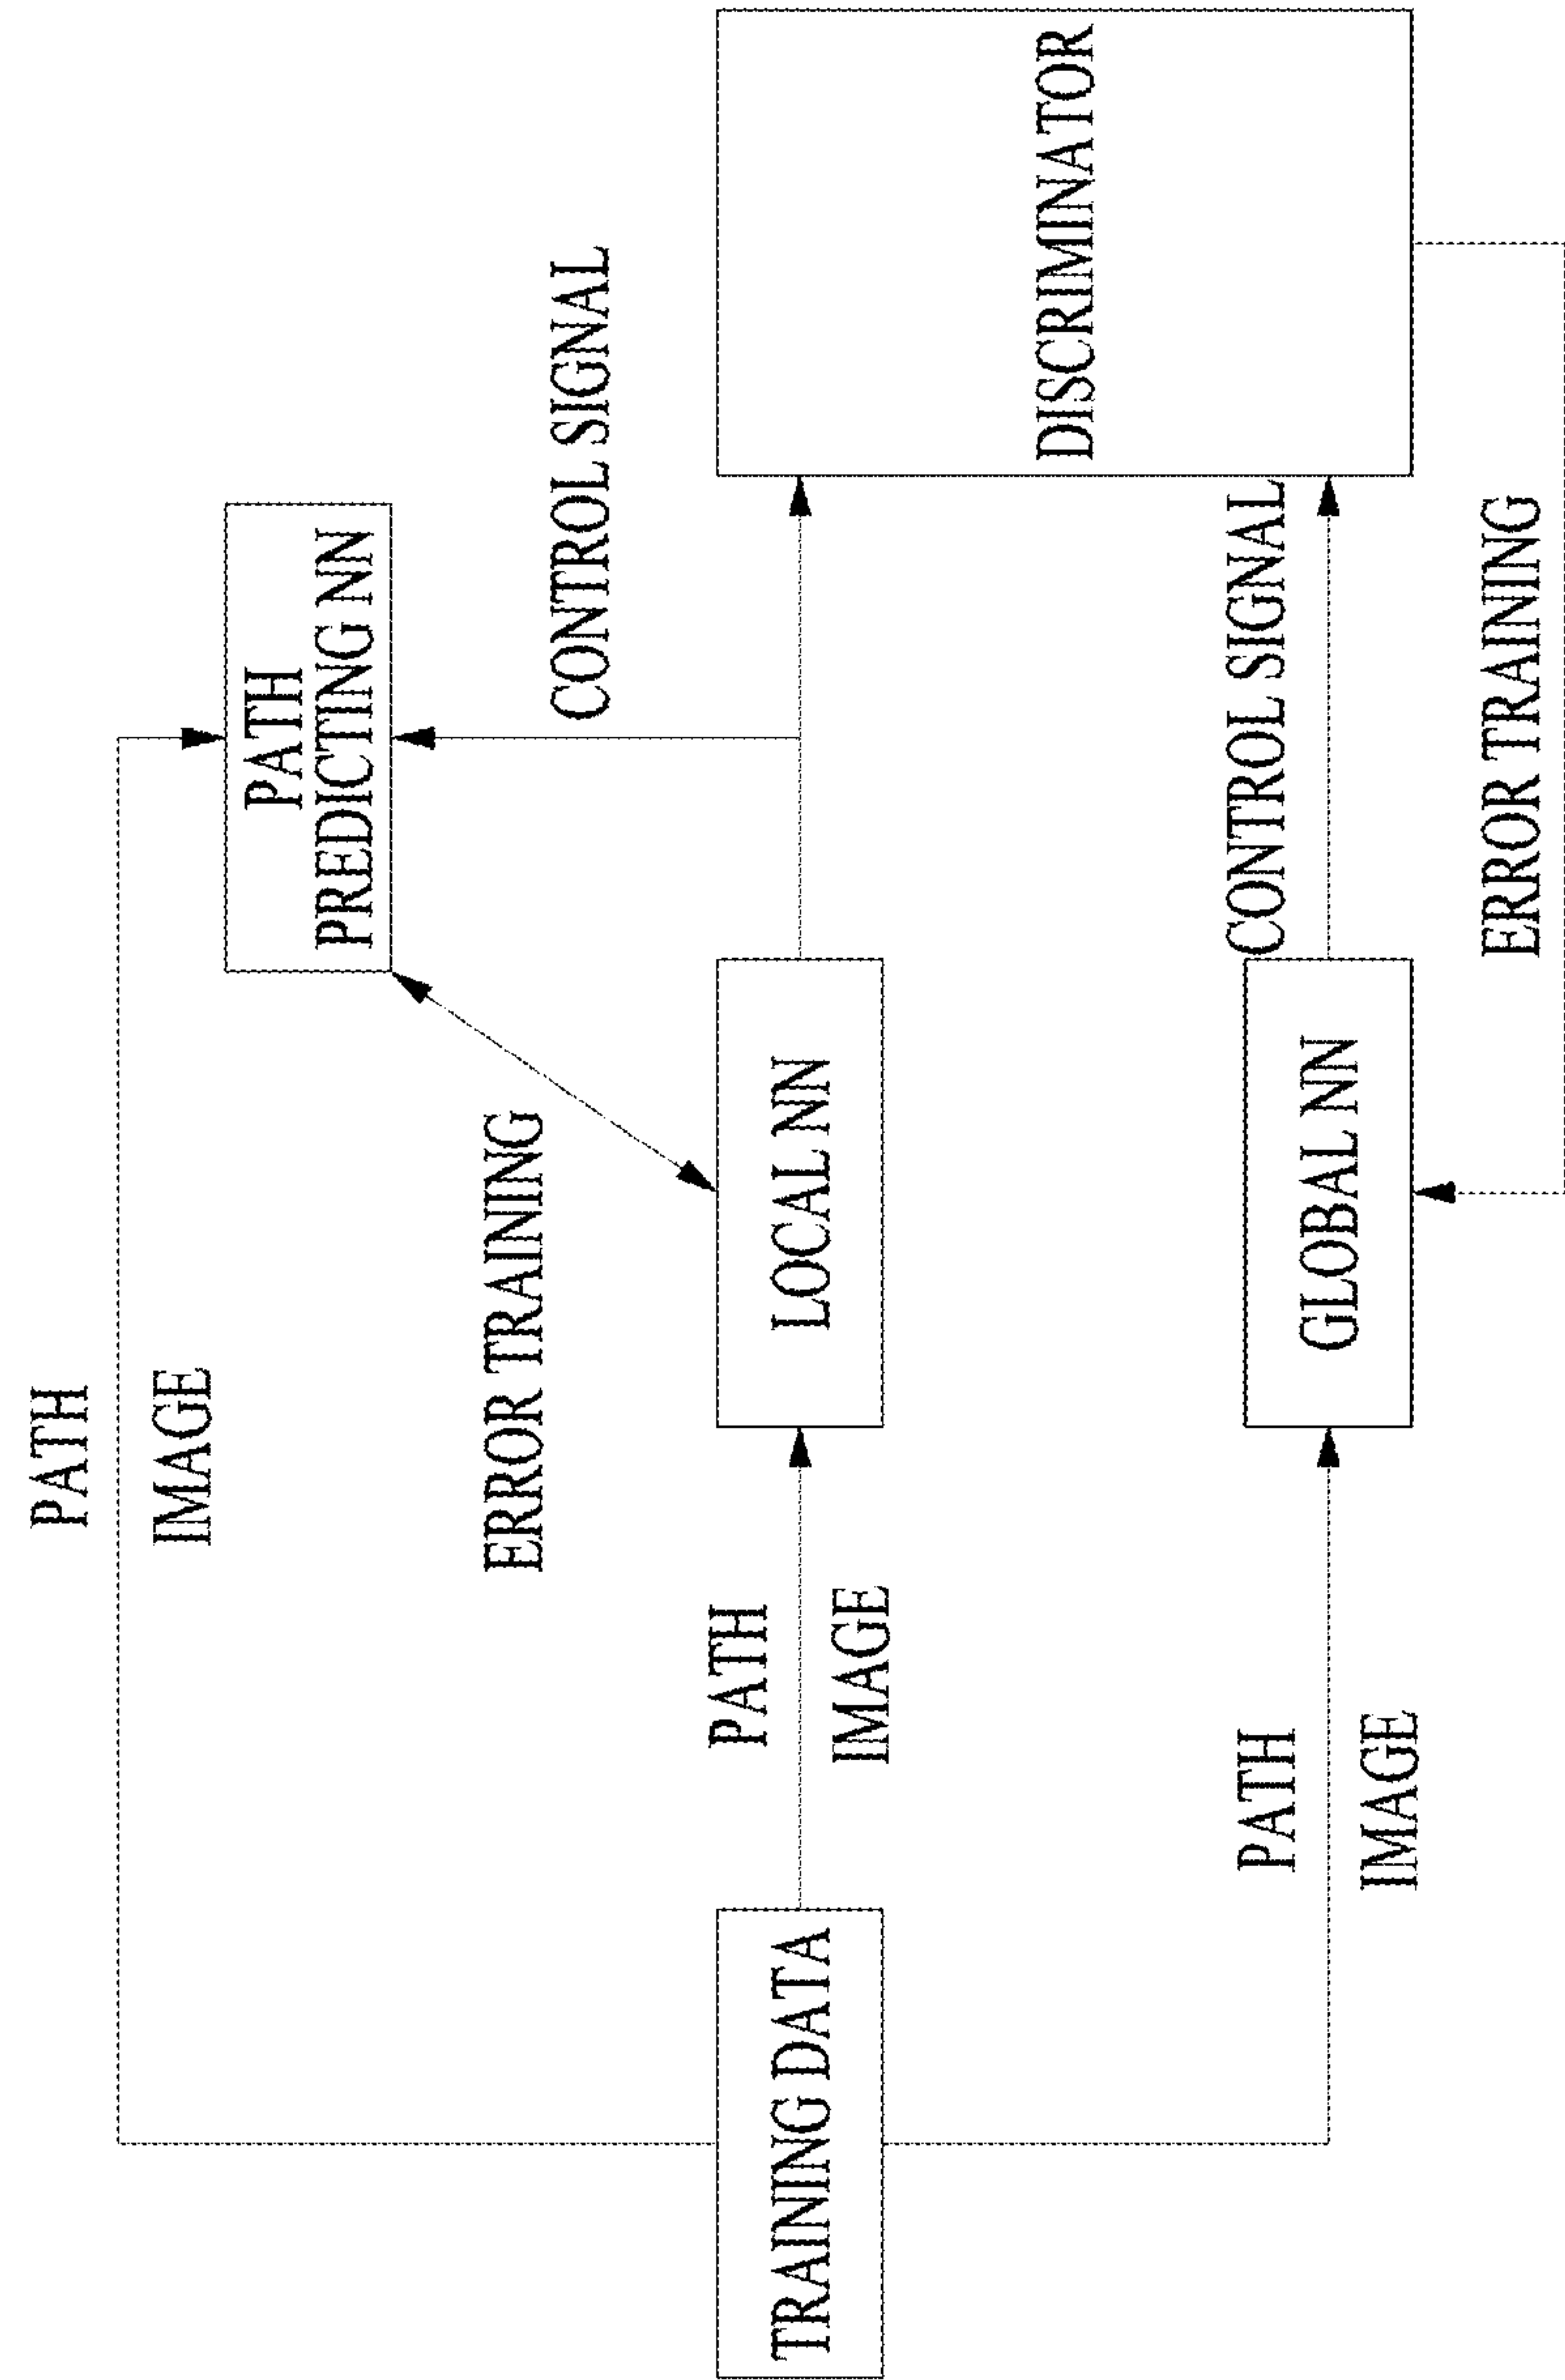 PATH
IMAGE
PATH
PREDICTING NN
ERROR TRAINING
CONTROL SIGNAL
TRAINING DATA
PATH
IMAGE
LOCAL NN
DISCRIMINATOR
PATH
IMAGE
GLOBAL NN
CONTROL SIGNAL
ERROR TRAINING